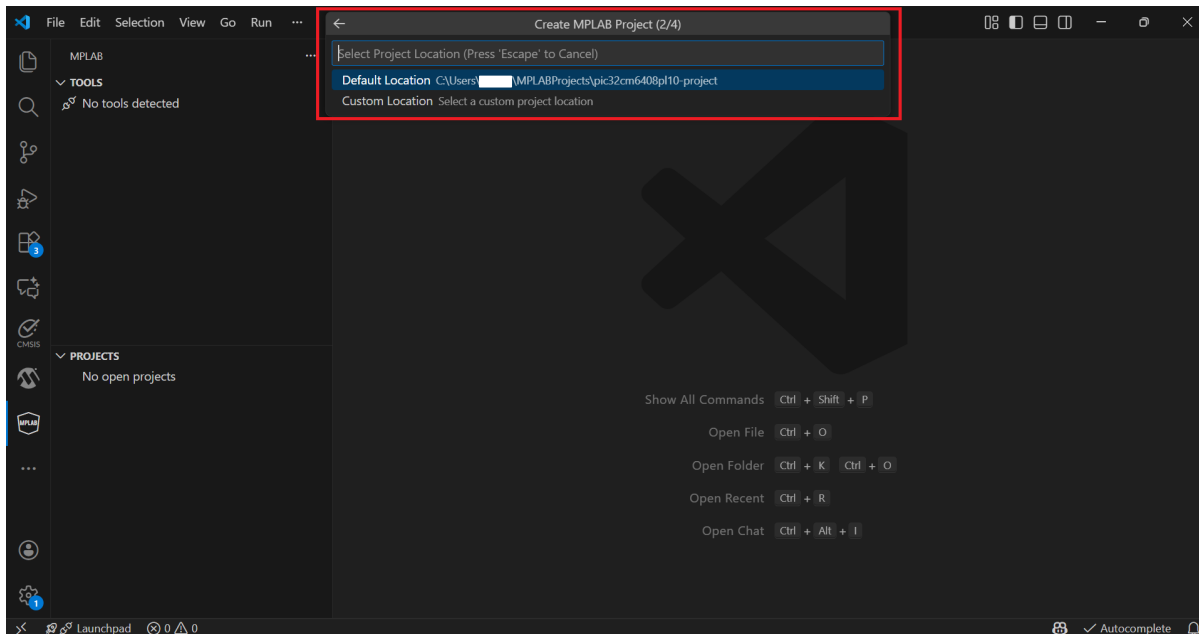 File Edit Selection View Go Run ···
Create MPLAB Project (2/4)
Select Project Location (Press 'Escape' to Cancel)
Default Location C:\Users\ \MPLABProjects\pic32cm6408pl10-project
Custom Location Select a custom project location
MPLAB ···
TOOLS
No tools detected
3
CMSIS
PROJECTS
No open projects
MPLAB
Show All Commands Ctrl + Shift + P
Open File Ctrl + O
Open Folder Ctrl + K Ctrl + O
Open Recent Ctrl + R
Open Chat Ctrl + Alt + I
1
Launchpad 0 0
Autocomplete